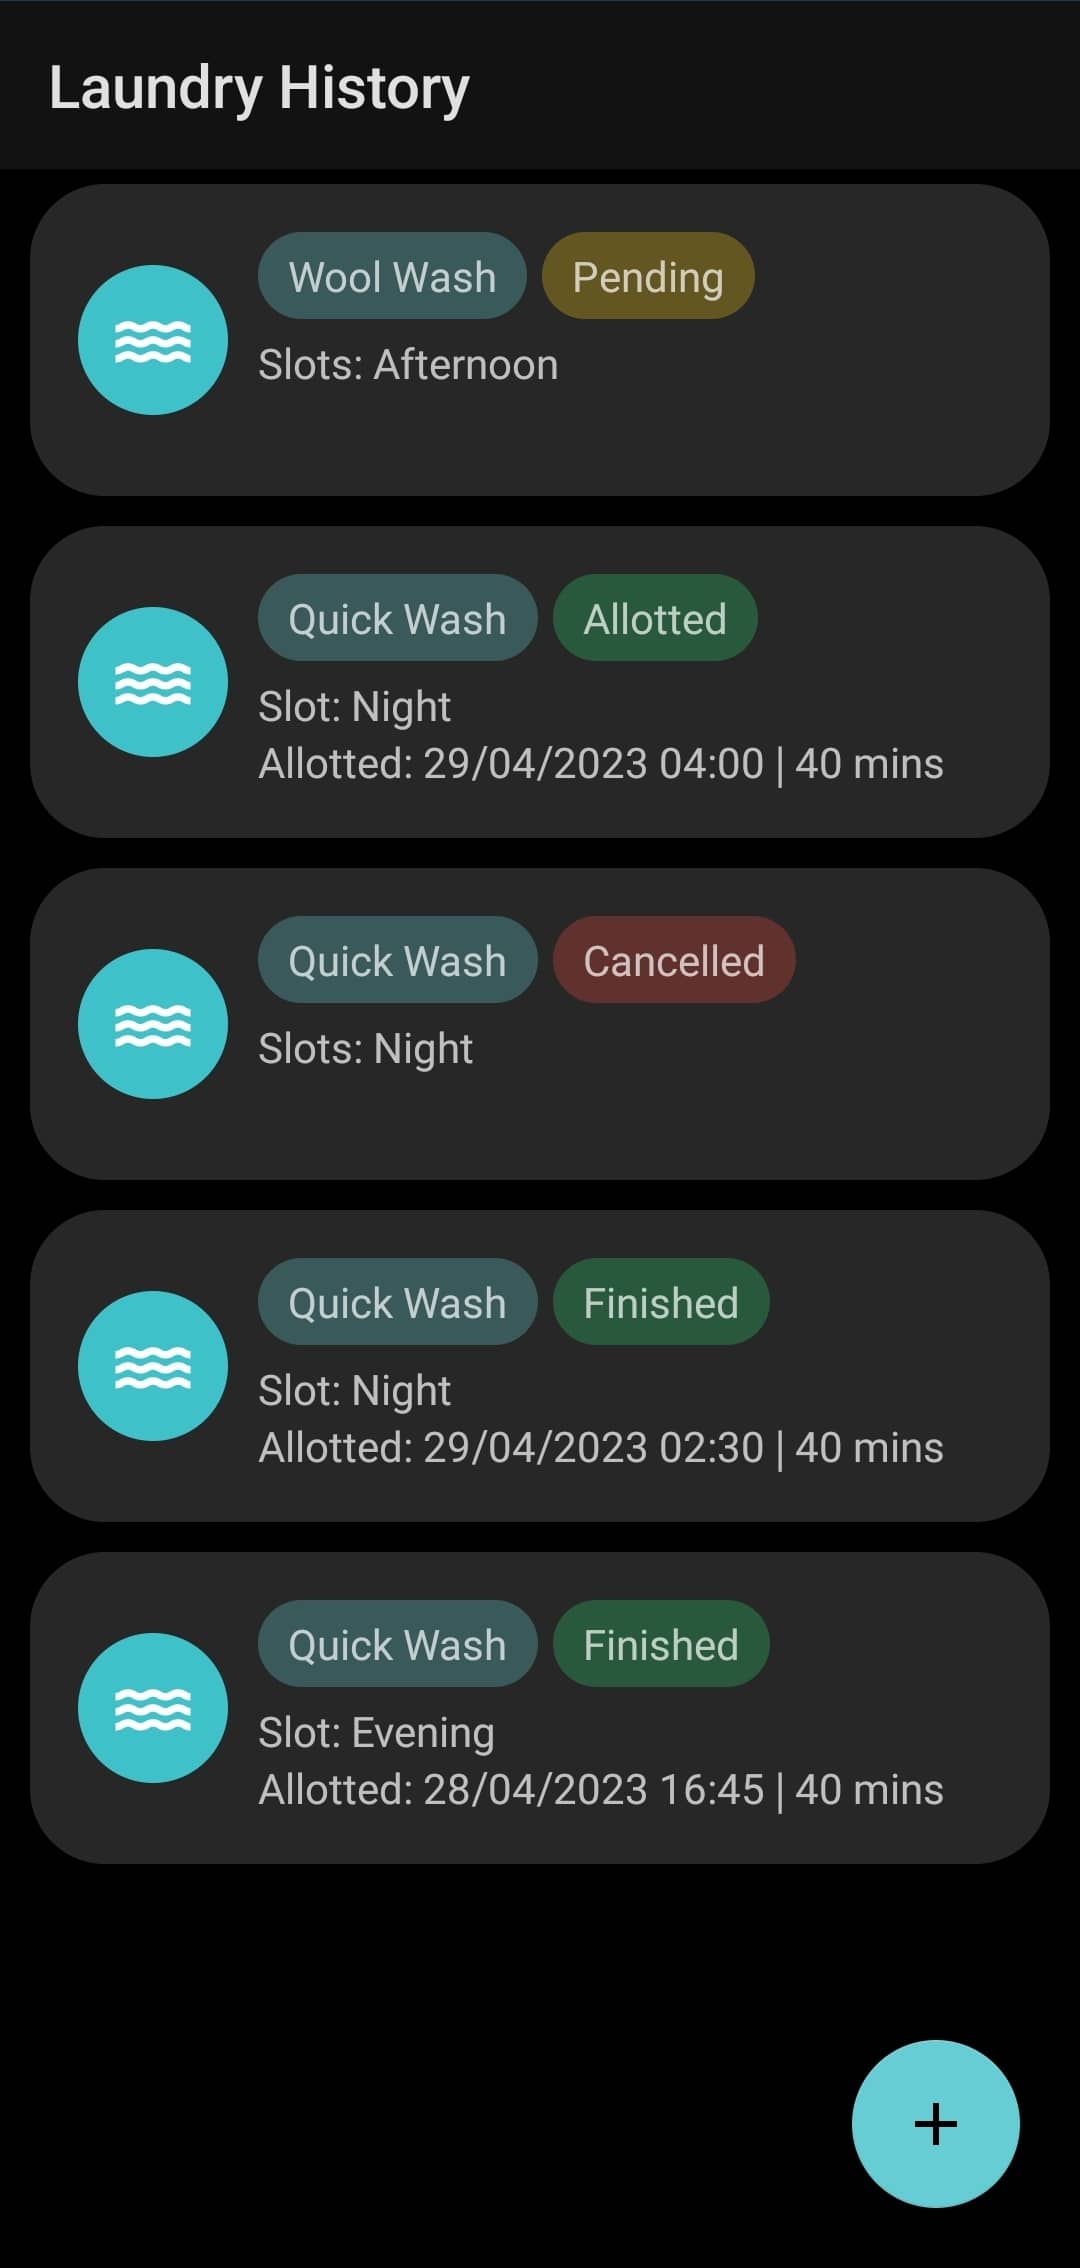 Laundry History
Wool Wash Pending
Slots: Afternoon
Quick Wash Allotted
Slot: Night
Allotted: 29/04/2023 04:00 | 40 mins
Quick Wash Cancelled
Slots: Night
Quick Wash Finished
Slot: Night
Allotted: 29/04/2023 02:30 | 40 mins
Quick Wash Finished
Slot: Evening
Allotted: 28/04/2023 16:45 | 40 mins
+